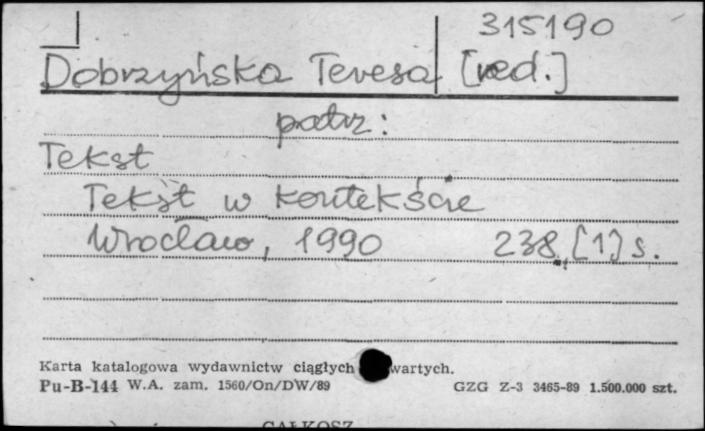 315190
Dobrzyńska Teresa [red.]
patrz:
Tekst
Tekst w kontekście
Wrocław, 1990 238, [1] s.
Karta katalogowa wydawnictw ciągłych wartych.
Pu-B-144 W.A. zam. 1560/On/DW/89 GZG Z-3 3465-89 1.500.000 szt.